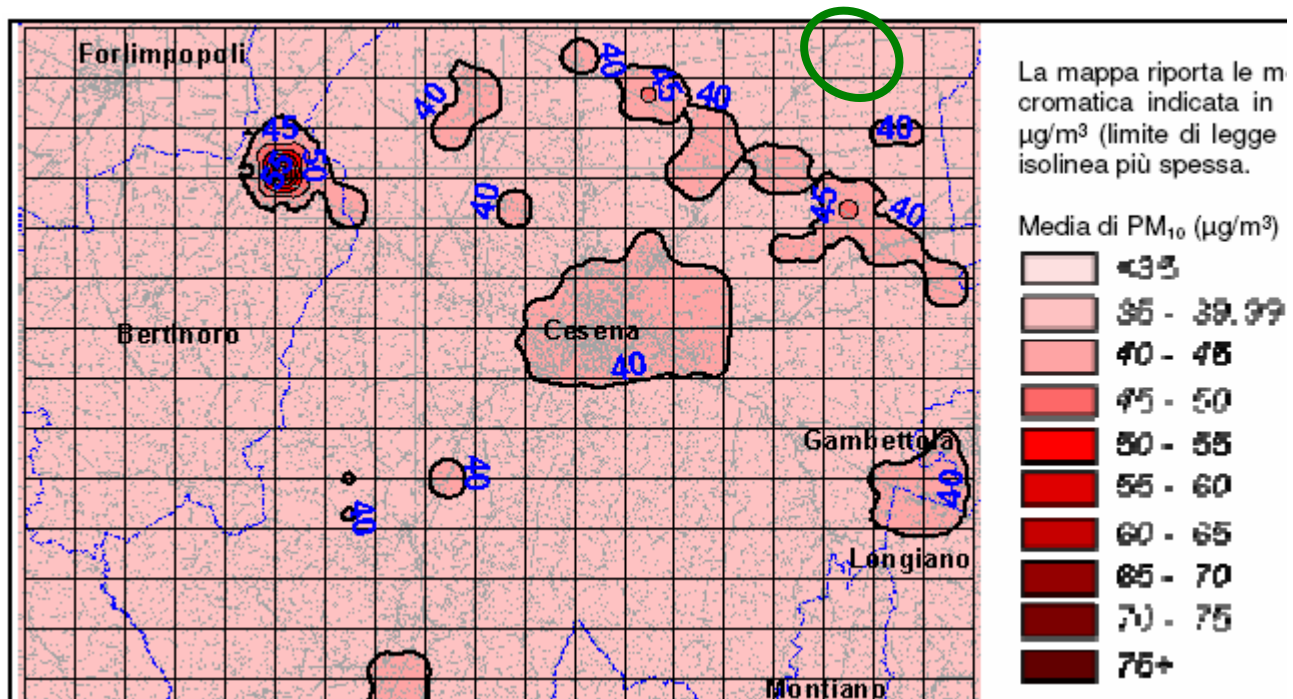 Forlimpopoli
40
45
40
40
40
45
85
50
40
45
40
Bertinoro
Cesena
40
Gambettola
40
40
40
Longiano
Montiano
La mappa riporta le m
cromatica indicata in
µg/m³ (limite di legge
isolinea più spessa.
Media di PM₁₀ (µg/m³)
<35
35 - 39.99
40 - 45
45 - 50
50 - 55
55 - 60
60 - 65
65 - 70
70 - 75
75+